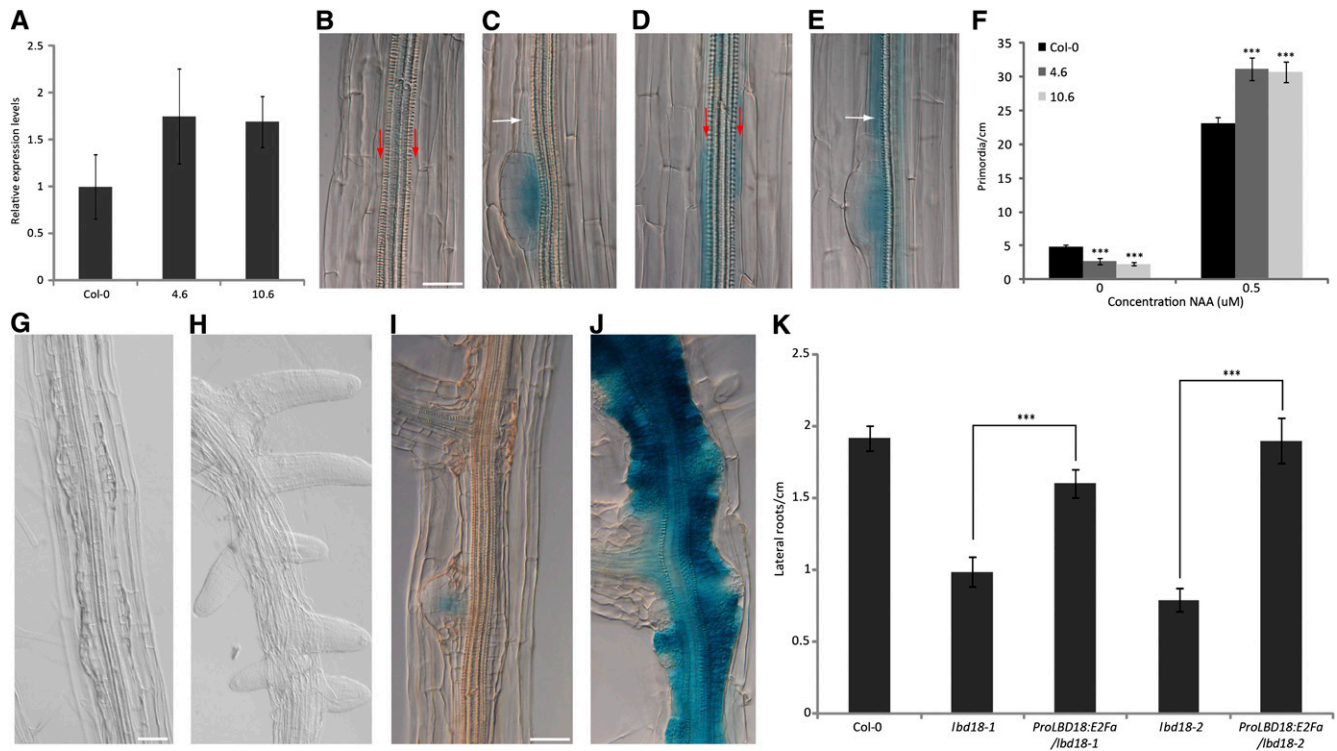 A
Relative expression levels
2.5
2
1.5
1
0.5
0
Col-0
4.6
10.6
B
C
D
E
F
Primordia/cm
35
30
25
20
15
10
5
0
Col-0
4.6
10.6
***
***
***
***
0
0.5
Concentration NAA (uM)
G
H
I
J
K
Lateral roots/cm
2.5
2
1.5
1
0.5
0
***
***
Col-0
lbd18-1
ProLBD18:E2Fa
/lbd18-1
lbd18-2
ProLBD18:E2Fa
/lbd18-2